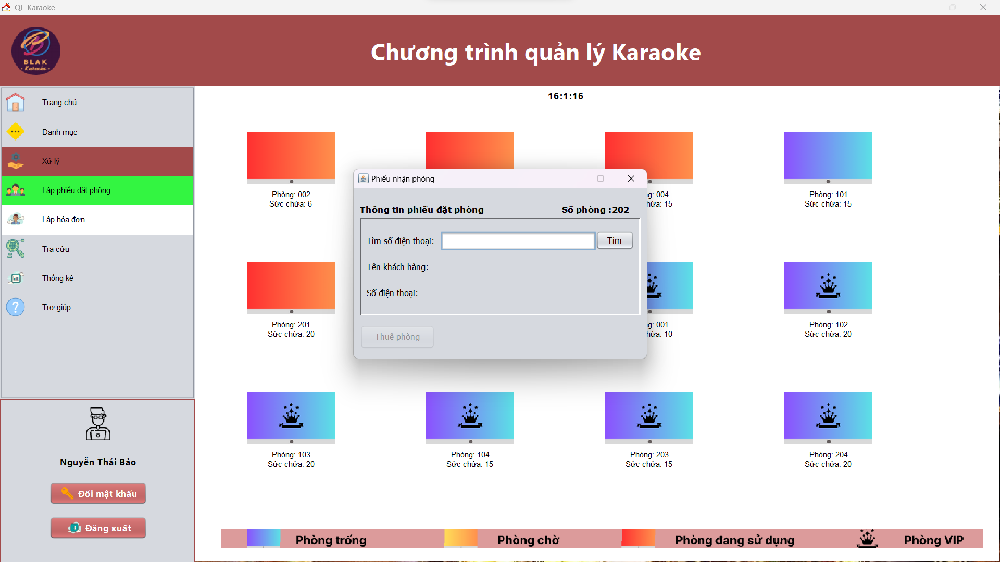 QL_Karaoke
BLAK
- Karaoke -
Chương trình quản lý Karaoke
Trang chủ
Danh mục
Xử lý
Lập phiếu đặt phòng
Lập hóa đơn
Tra cứu
Thống kê
Trợ giúp
Nguyễn Thái Bảo
Đổi mật khẩu
Đăng xuất
16:1:16
Phòng: 002
Sức chứa: 6
g: 004
hứa: 15
Phòng: 101
Sức chứa: 15
Phiếu nhận phòng
Thông tin phiếu đặt phòng
Số phòng :202
Tìm số điện thoại:
Tìm
Tên khách hàng:
Số điện thoại:
Thuê phòng
Phòng: 201
Sức chứa: 20
g: 001
hứa: 10
Phòng: 102
Sức chứa: 20
Phòng: 103
Sức chứa: 20
Phòng: 104
Sức chứa: 15
Phòng: 203
Sức chứa: 15
Phòng: 204
Sức chứa: 20
Phòng trống
Phòng chờ
Phòng đang sử dụng
Phòng VIP